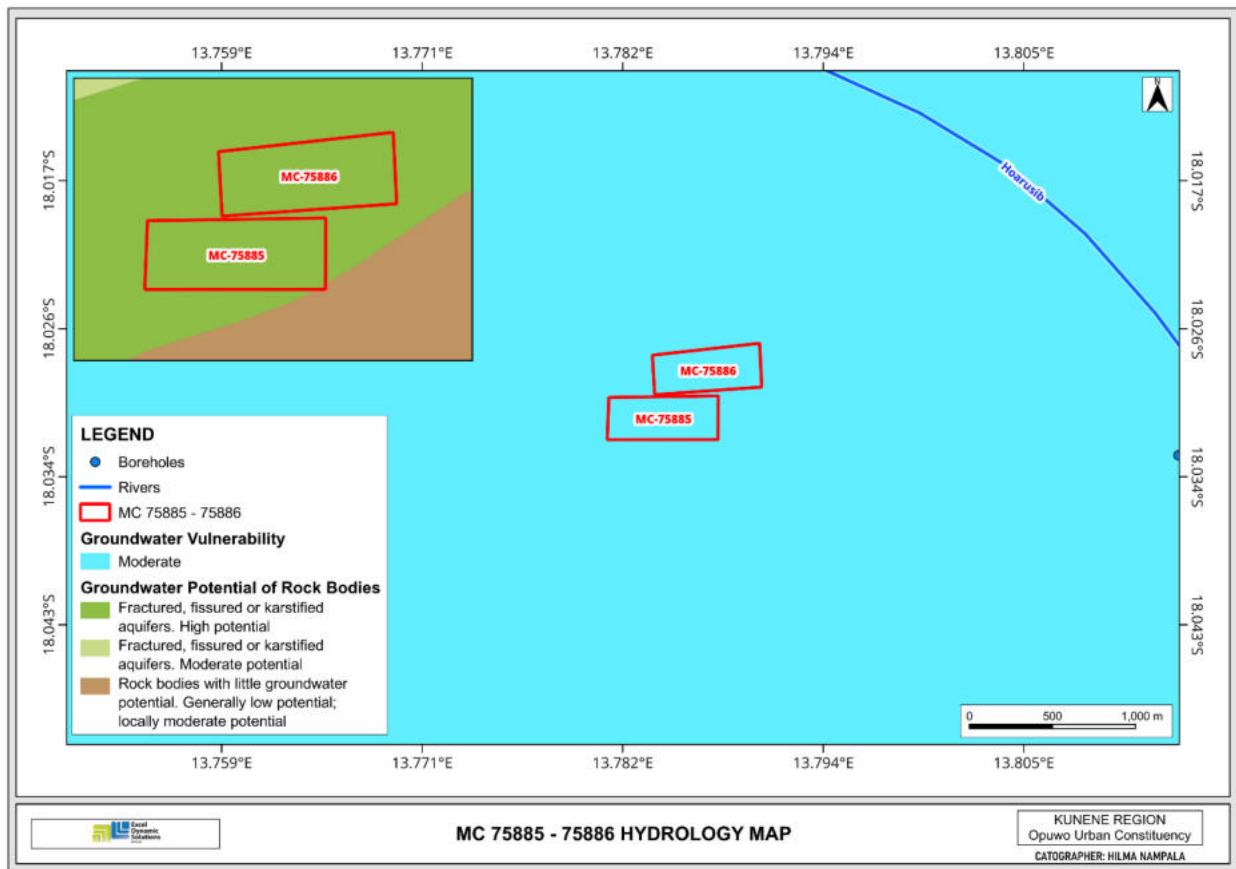 13.759°E 13.771°E 13.782°E 13.794°E 13.805°E
N
18.017°S
18.026°S
18.034°S
18.043°S
MC-75886
MC-75885
Hoarusib
MC-75886
MC-75885
18.017°S
18.026°S
18.034°S
18.043°S
LEGEND
Boreholes
Rivers
MC 75885 - 75886
Groundwater Vulnerability
Moderate
Groundwater Potential of Rock Bodies
Fractured, fissured or karstified
aquifers. High potential
Fractured, fissured or karstified
aquifers. Moderate potential
Rock bodies with little groundwater
potential. Generally low potential;
locally moderate potential
0 500 1,000 m
13.759°E 13.771°E 13.782°E 13.794°E 13.805°E
Excel
Dynamic
Solutions
MC 75885 - 75886 HYDROLOGY MAP
KUNENE REGION
Opuwo Urban Constituency
CATOGRAPHER: HILMA NAMPALA